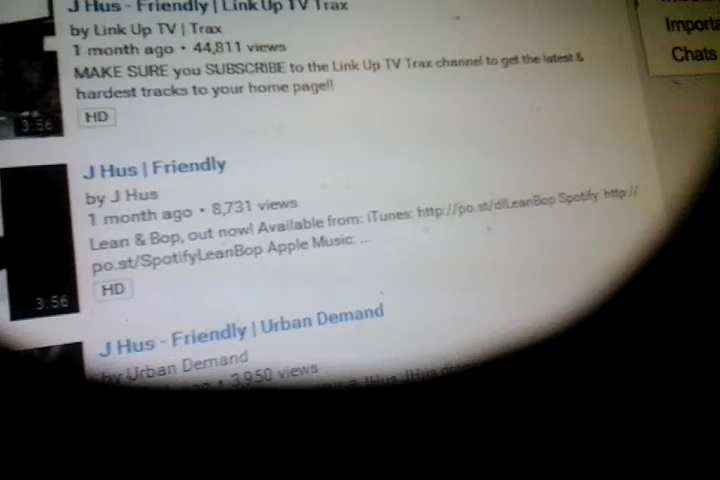 J Hus - Friendly | Link Up TV Trax
by Link Up TV | Trax
1 month ago • 44,811 views
MAKE SURE you SUBSCRIBE to the Link Up TV Trax channel to get the latest &
hardest tracks to your home page!!
HD
3:56
Chats
J Hus | Friendly
by J Hus
1 month ago • 8,731 views
Lean & Bop, out now! Available from: iTunes: http://po.st/dlLeanBop Spotify: http://
po.st/SpotifyLeanBop Apple Music: ...
HD
3:56
J Hus - Friendly | Urban Demand
by Urban Demand
• 3,950 views